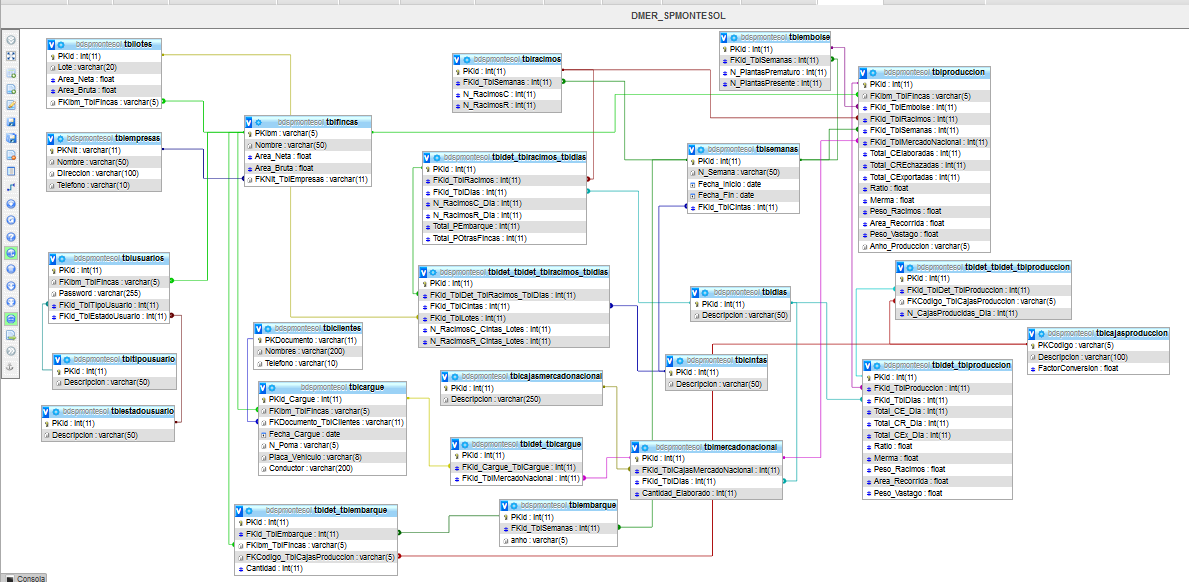 DMER_SPMONTESOL
bdspmontesol tbllotes
PKId : int(11)
Lote : varchar(20)
Area_Neta : float
Area_Bruta : float
FKIbm_TblFincas : varchar(5)
bdspmontesol tblempresas
PKNit : varchar(11)
Nombre : varchar(50)
Direccion : varchar(100)
Telefono : varchar(10)
bdspmontesol tblfincas
PKIbm : varchar(5)
Nombre : varchar(50)
Area_Neta : float
Area_Bruta : float
FKNit_TblEmpresas : varchar(11)
bdspmontesol tblusuarios
PKId : int(11)
FKIbm_TblFincas : varchar(5)
Password : varchar(255)
FKId_TblTipoUsuario : int(11)
FKId_TblEstadoUsuario : int(11)
bdspmontesol tbltipousuario
PKId : int(11)
Descripcion : varchar(50)
bdspmontesol tblestadousuario
PKId : int(11)
Descripcion : varchar(50)
bdspmontesol tblclientes
PKDocumento : varchar(11)
Nombres : varchar(200)
Telefono : varchar(10)
bdspmontesol tblcargue
PKId_Cargue : int(11)
FKIbm_TblFincas : varchar(5)
FKDocumento_TblClientes : varchar(11)
Fecha_Cargue : date
N_Poma : varchar(5)
Placa_Vehiculo : varchar(8)
Conductor : varchar(200)
bdspmontesol tbldet_tblembarque
PKId : int(11)
FKId_TblEmbarque : int(11)
FKIbm_TblFincas : varchar(5)
FKCodigo_TblCajasProduccion : varchar(5)
Cantidad : int(11)
bdspmontesol tblracimos
PKId : int(11)
FKId_TblSemanas : int(11)
N_RacimosC : int(11)
N_RacimosR : int(11)
bdspmontesol tbldet_tblracimos_tbldias
PKId : int(11)
FKId_TblRacimos : int(11)
FKId_TblDias : int(11)
N_RacimosC_Dia : int(11)
N_RacimosR_Dia : int(11)
Total_PEmbarque : int(11)
Total_POtrasFincas : int(11)
bdspmontesol tbldet_tbldet_tblracimos_tbldias
PKId : int(11)
FKId_TblDet_TblRacimos_TblDias : int(11)
FKId_TblCintas : int(11)
FKId_TblLotes : int(11)
N_RacimosC_Cintas_Lotes : int(11)
N_RacimosR_Cintas_Lotes : int(11)
bdspmontesol tblcajasmercadonacional
PKId : int(11)
Descripcion : varchar(250)
bdspmontesol tbldet_tblcargue
PKId : int(11)
FKId_Cargue_TblCargue : int(11)
FKId_TblMercadoNacional : int(11)
bdspmontesol tblembarque
PKId : int(11)
FKId_TblSemanas : int(11)
anho : varchar(5)
bdspmontesol tblembolse
PKId : int(11)
FKId_TblSemanas : int(11)
N_PlantasPrematuro : int(11)
N_PlantasPresente : int(11)
bdspmontesol tblsemanas
PKId : int(11)
N_Semana : varchar(50)
Fecha_Inicio : date
Fecha_Fin : date
FKId_TblCintas : int(11)
bdspmontesol tbldias
PKId : int(11)
Descripcion : varchar(50)
bdspmontesol tblcintas
PKId : int(11)
Descripcion : varchar(50)
bdspmontesol tblmercadonacional
PKId : int(11)
FKId_TblCajasMercadoNacional : int(11)
FKId_TblDias : int(11)
Cantidad_Elaborado : int(11)
bdspmontesol tblproduccion
PKId : int(11)
FKIbm_TblFincas : varchar(5)
FKId_TblEmbolse : int(11)
FKId_TblRacimos : int(11)
FKId_TblSemanas : int(11)
FKId_TblMercadoNacional : int(11)
Total_CElaboradas : int(11)
Total_CRechazadas : int(11)
Total_CExportadas : int(11)
Ratio : float
Merma : float
Peso_Racimos : float
Area_Recorrida : float
Peso_Vastago : float
Anho_Produccion : varchar(5)
bdspmontesol tbldet_tbldet_tblproduccion
PKId : int(11)
FKId_TblDet_TblProduccion : int(11)
FKCodigo_TblCajasProduccion : varchar(5)
N_CajasProducidas_Dia : int(11)
bdspmontesol tblcajasproduccion
PKCodigo : varchar(5)
Descripcion : varchar(100)
FactorConversion : float
bdspmontesol tbldet_tblproduccion
PKId : int(11)
FKId_TblProduccion : int(11)
FKId_TblDias : int(11)
Total_CE_Dia : int(11)
Total_CR_Dia : int(11)
Total_CEx_Dia : int(11)
Ratio : float
Merma : float
Peso_Racimos : float
Area_Recorrida : float
Peso_Vastago : float
Consola